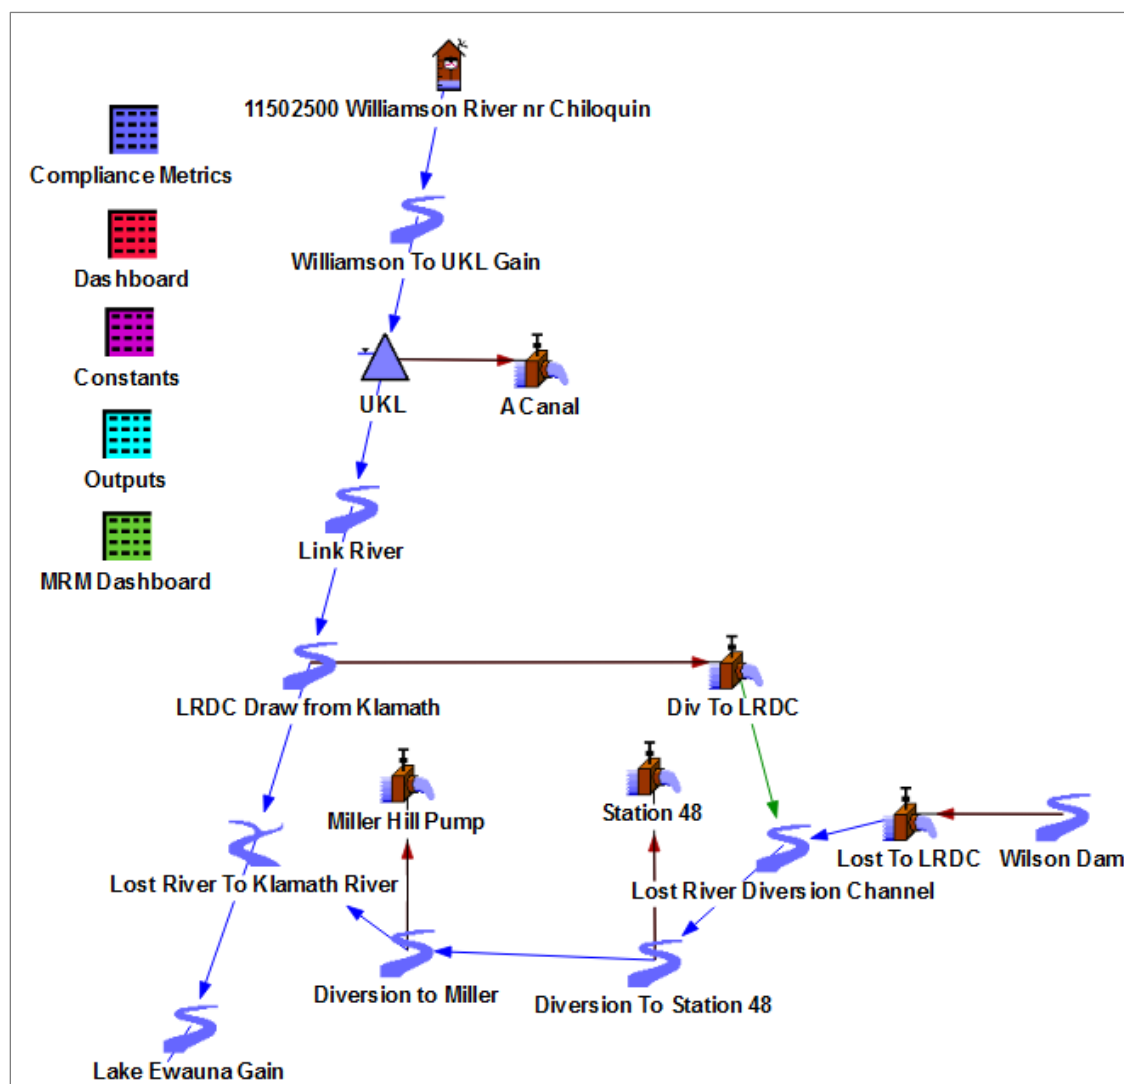 11502500 Williamson River nr Chiloquin
Compliance Metrics
Williamson To UKL Gain
Dashboard
Constants
UKL
A Canal
Outputs
Link River
MRM Dashboard
LRDC Draw from Klamath
Div To LRDC
Miller Hill Pump
Station 48
Lost To LRDC
Wilson Dam
Lost River To Klamath River
Lost River Diversion Channel
Diversion to Miller
Diversion To Station 48
Lake Ewauna Gain